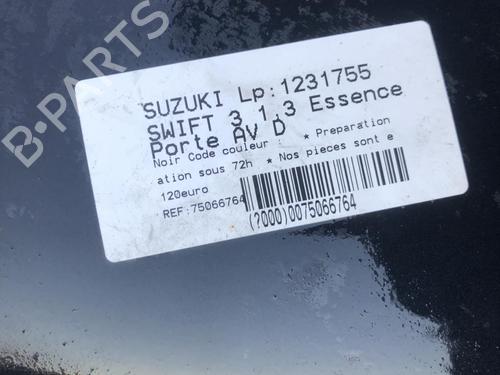 B-PARTS
SUZUKI Lp:1231755
SWIFT 3 1.3 Essence
Porte AV D
Noir Code couleur : * Preparation
ation sous 72h * Nos pieces sont e
120euro
REF:75066764
(?000)0075066764